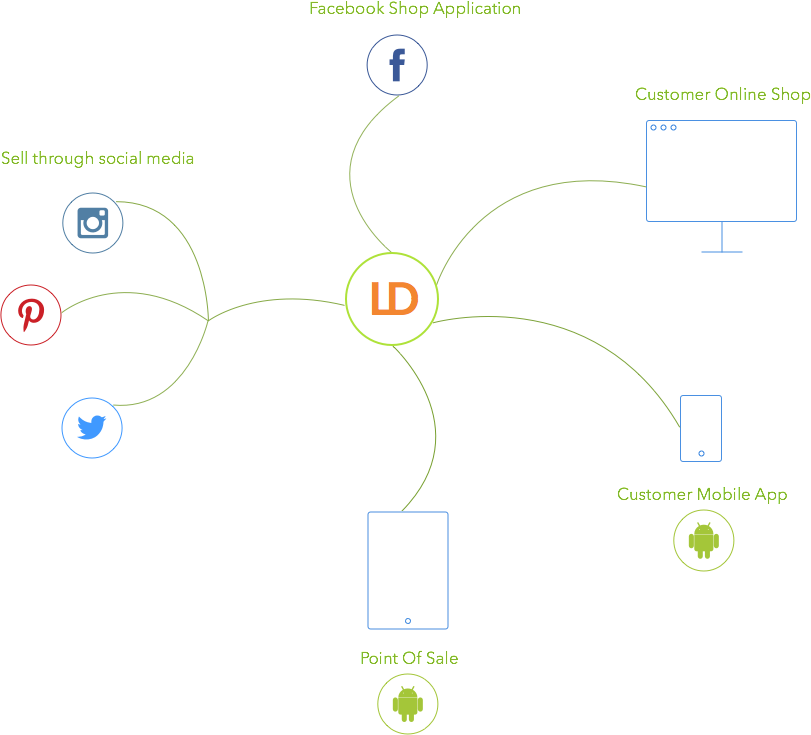 Facebook Shop Application
Customer Online Shop
Sell through social media
LD
Customer Mobile App
Point Of Sale